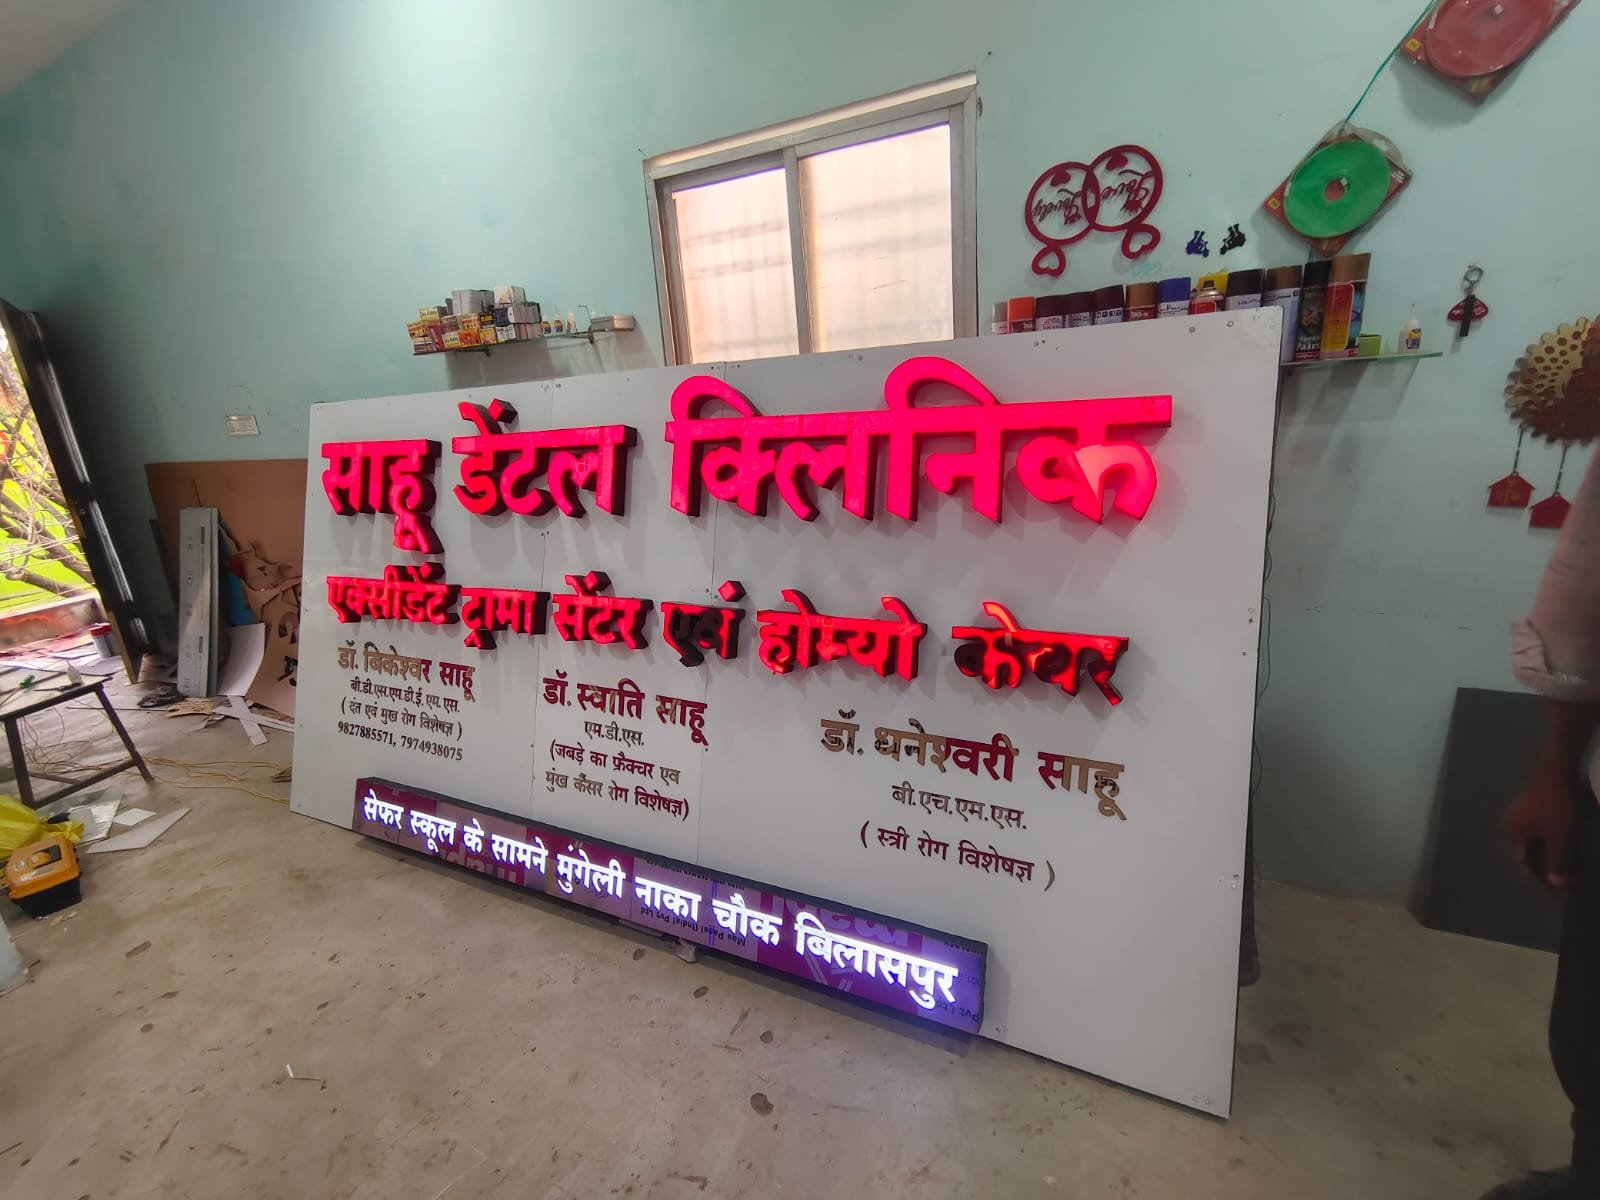 साहू डेंटल क्लिनिक
एक्सीडेंट ट्रामा सेंटर एवं होम्यो केयर
डॉ. बिकेश्वर साहू
बी.डी.एस.एम.डी.ई.एम.एस.
( दंत एवं मुख रोग विशेषज्ञ )
9827885571, 7974938075
डॉ. स्वाति साहू
एम.डी.एस.
(जबड़े का फ्रेक्चर एव
मुंख कैंसर रोग विशेषज्ञ)
डॉ. धनेश्वरी साहू
बी.एच.एम.एस.
( स्त्री रोग विशेषज्ञ )
सेफर स्कूल के सामने मुंगेली नाका चौक बिलासपुर